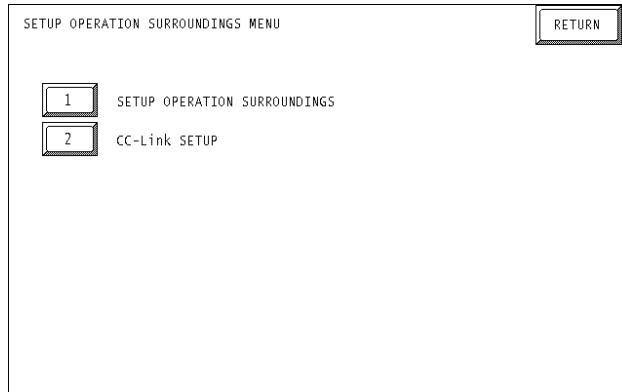 SETUP OPERATION SURROUNDINGS MENU
RETURN
1 SETUP OPERATION SURROUNDINGS
2 CC-Link SETUP